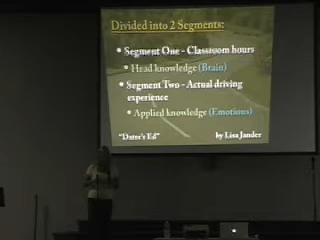 Divided into 2 Segments:
• Segment One - Classroom hours
• Head knowledge (Brain)
• Segment Two - Actual driving
experience
• Applied knowledge (Emotions)
"Dater's Ed" by Lisa Jander